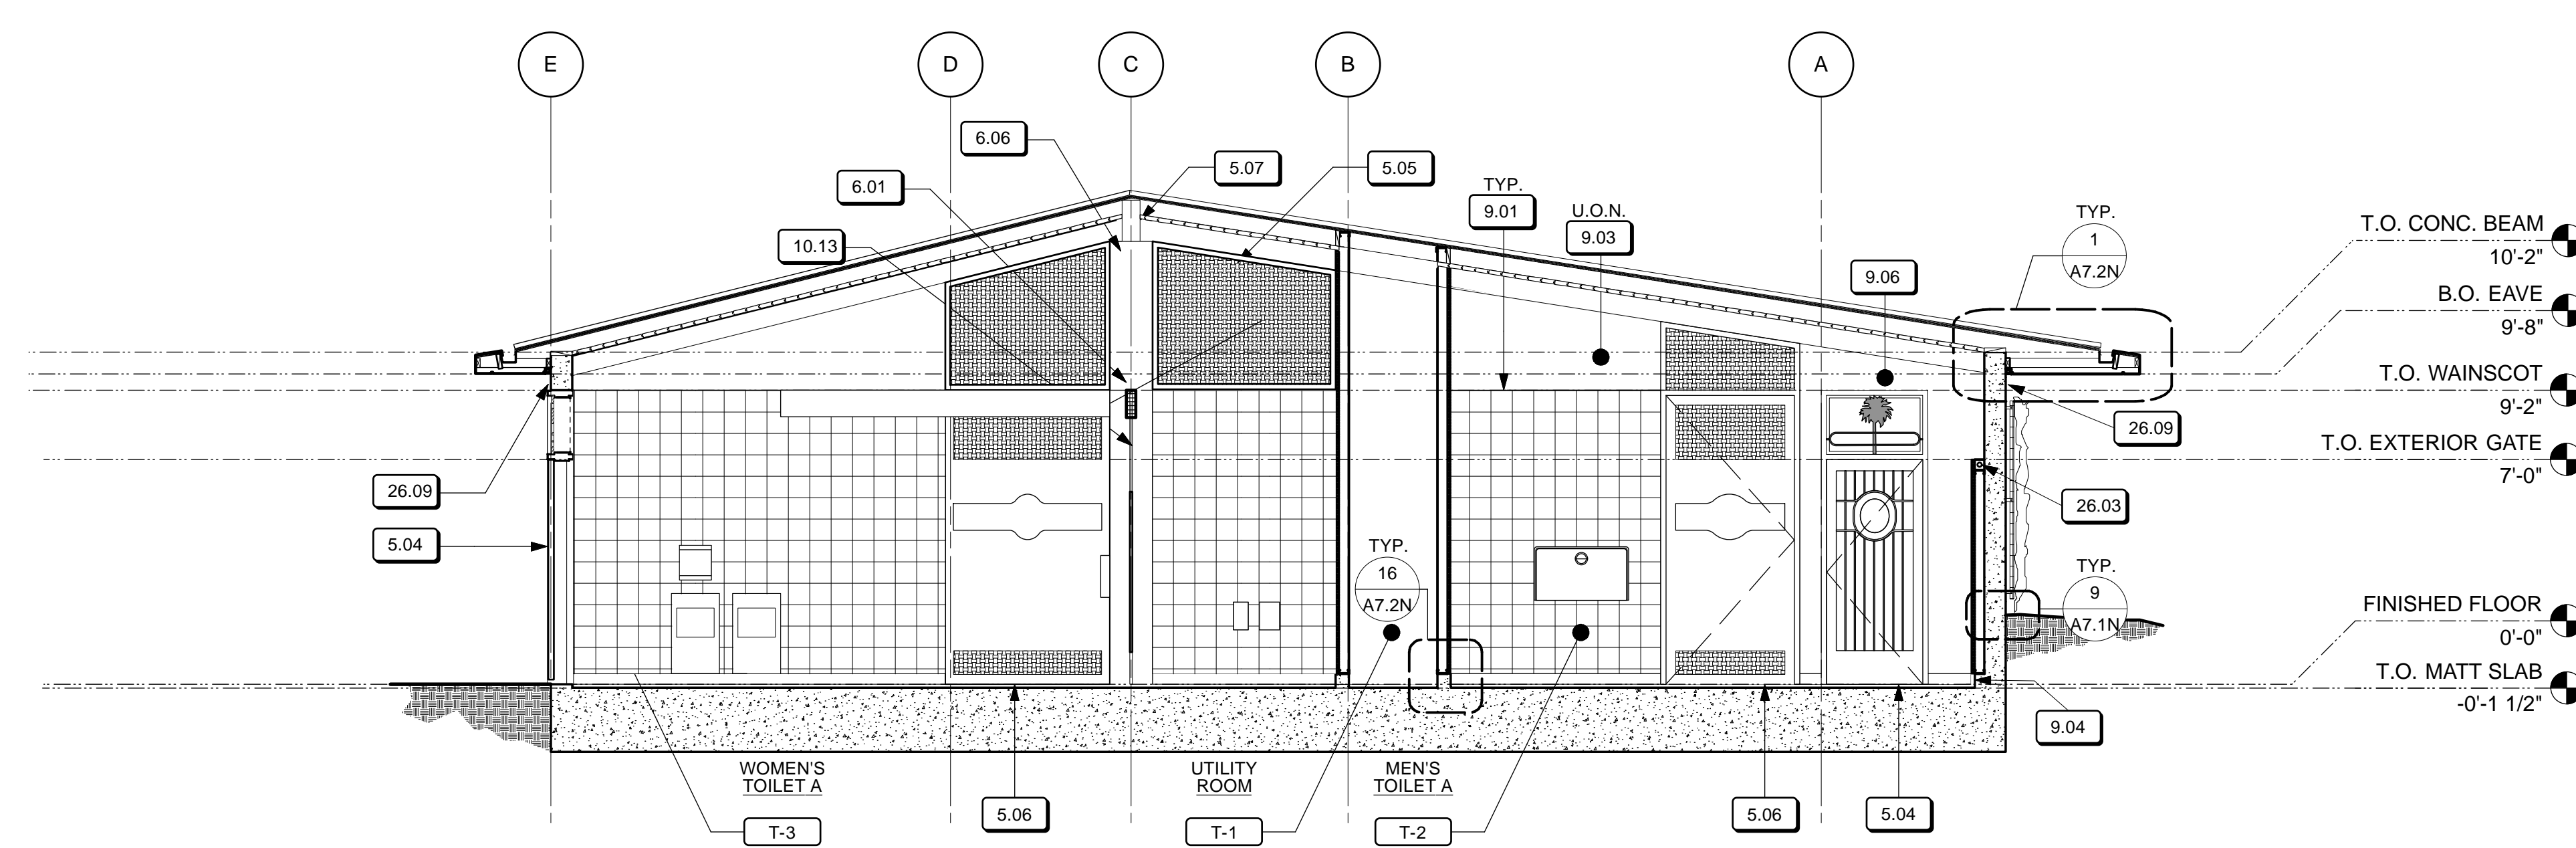 E
D
C
B
A
6.06
6.01
10.13
5.07
5.05
TYP.
9.01
U.O.N.
9.03
9.06
TYP.
1
A7.2N
T.O. CONC. BEAM
10'-2"
B.O. EAVE
9'-8"
T.O. WAINSCOT
9'-2"
T.O. EXTERIOR GATE
7'-0"
26.09
26.09
5.04
26.03
TYP.
16
A7.2N
TYP.
9
A7.1N
FINISHED FLOOR
0'-0"
T.O. MATT SLAB
-0'-1 1/2"
9.04
WOMEN'S
TOILET A
UTILITY
ROOM
MEN'S
TOILET A
5.06
5.06
5.04
T-3
T-1
T-2